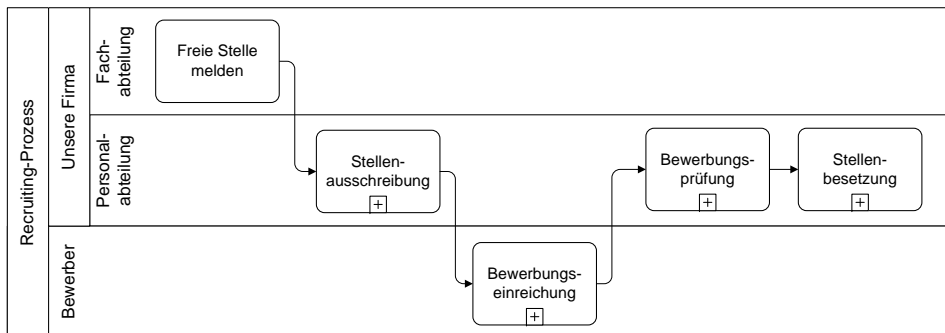 Recruiting-Prozess
Unsere Firma
Fach-
abteilung
Freie Stelle
melden
Personal-
abteilung
Stellen-
ausschreibung
Bewerbungs-
prüfung
Stellen-
besetzung
Bewerber
Bewerbungs-
einreichung